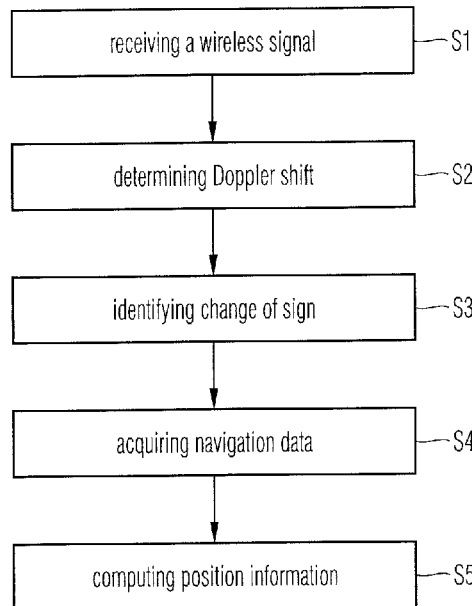 receiving a wireless signal S1
determining Doppler shift S2
identifying change of sign S3
acquiring navigation data S4
computing position information S5